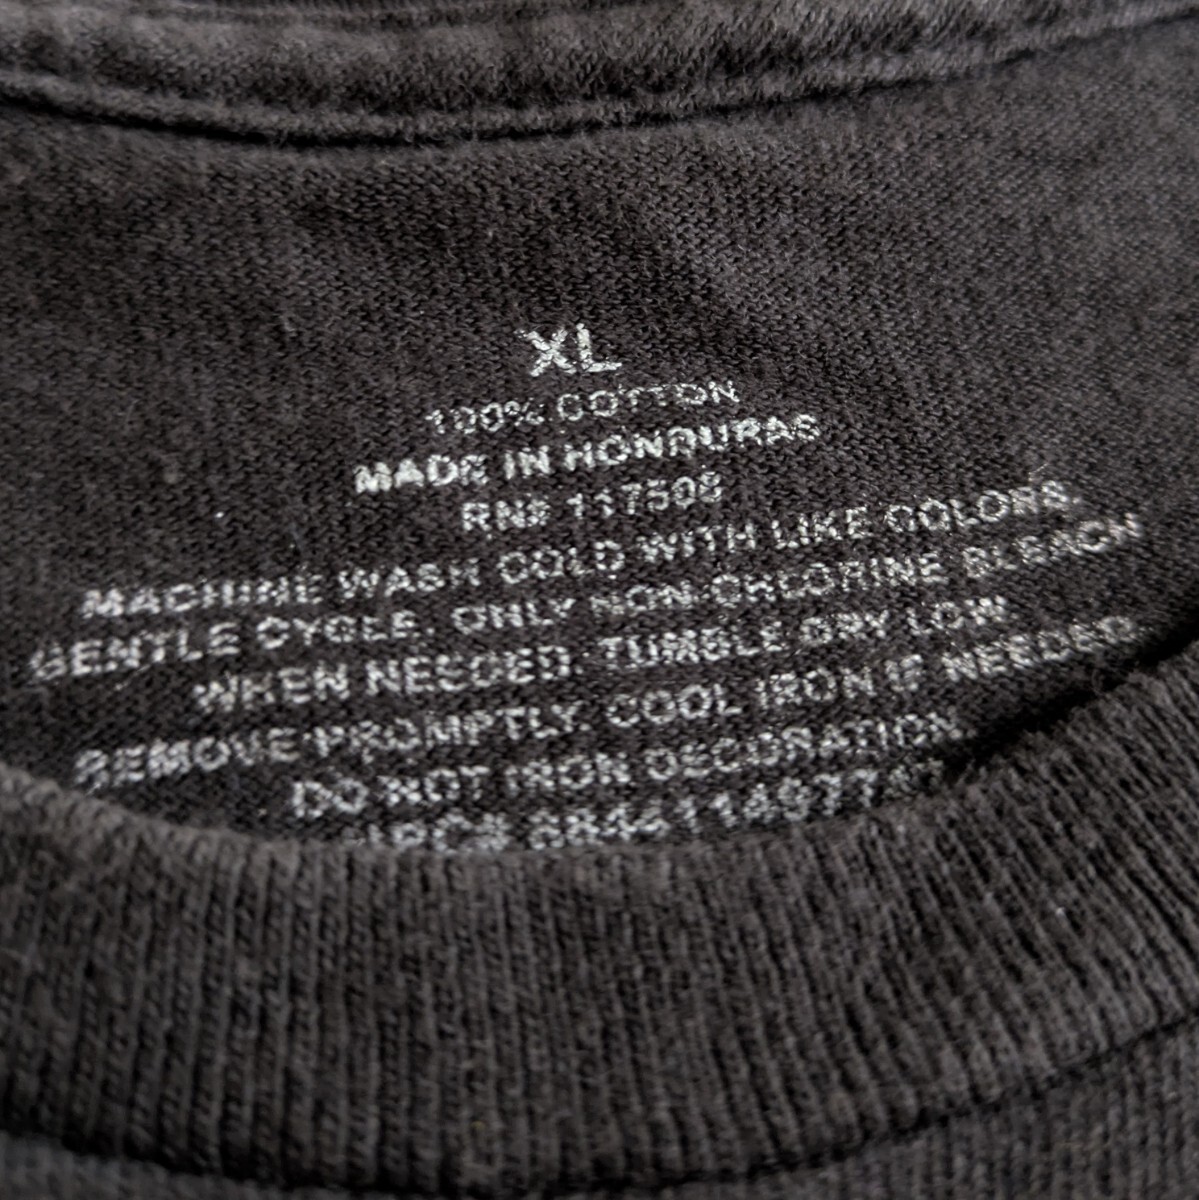 XL
100% COTTON
MADE IN HONDURAS
RN# 117508
MACHINE WASH COLD WITH LIKE COLORS.
GENTLE CYCLE. ONLY NON-CHLORINE BLEACH
WHEN NEEDED. TUMBLE DRY LOW.
REMOVE PROMPTLY. COOL IRON IF NEEDED.
DO NOT IRON DECORATION.
UPC#